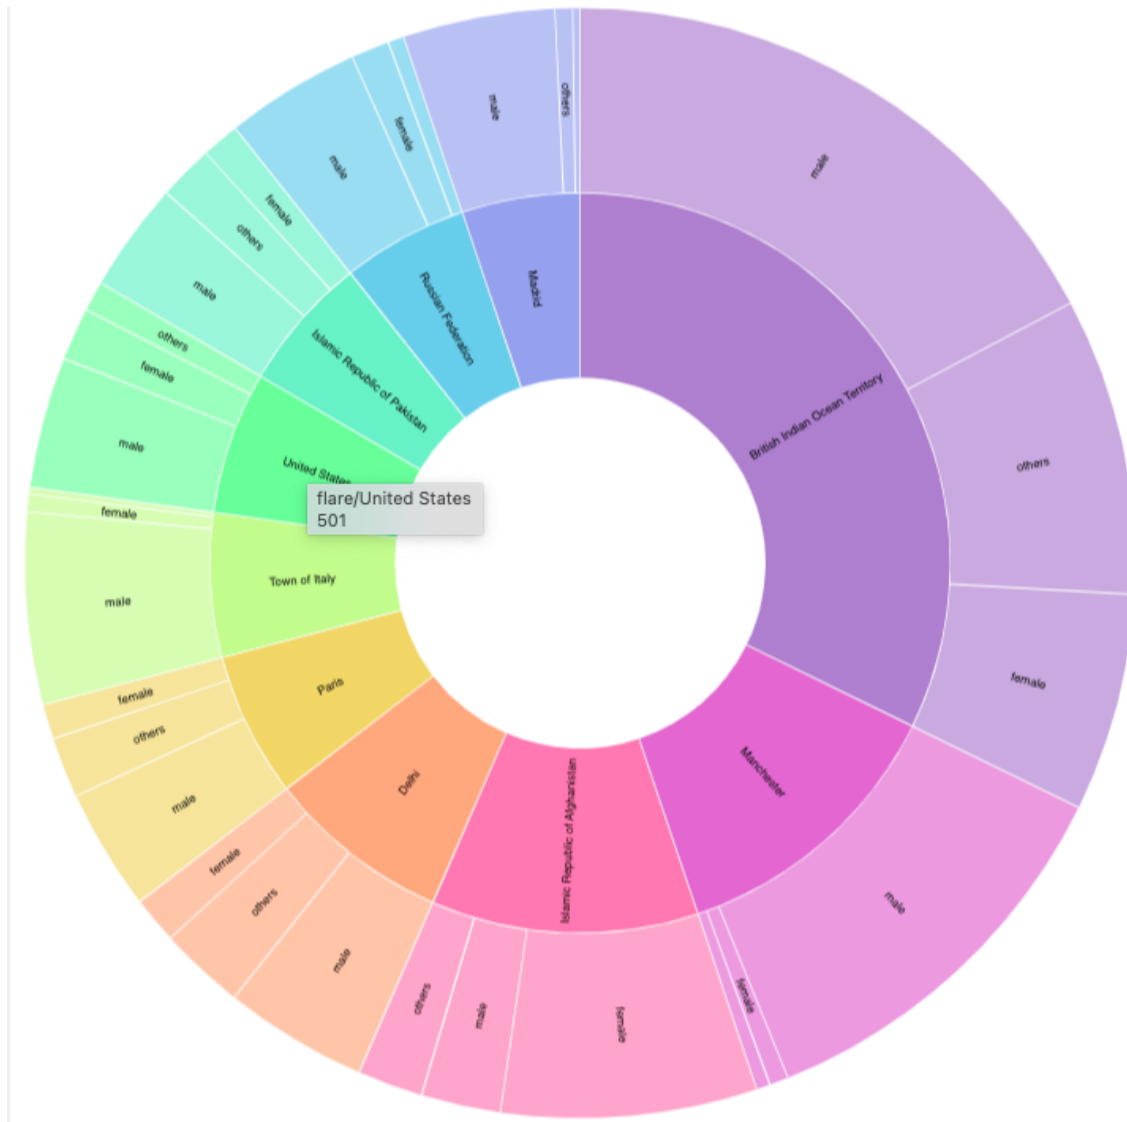 male
others
female
British Indian Ocean Territory
male
female
Manchester
female
male
others
Islamic Republic of Afghanistan
male
others
female
Delhi
male
others
female
Paris
male
female
Town of Italy
male
female
others
United States
flare/United States
501
male
others
female
Islamic Republic of Pakistan
male
female
Russian Federation
male
others
Madrid